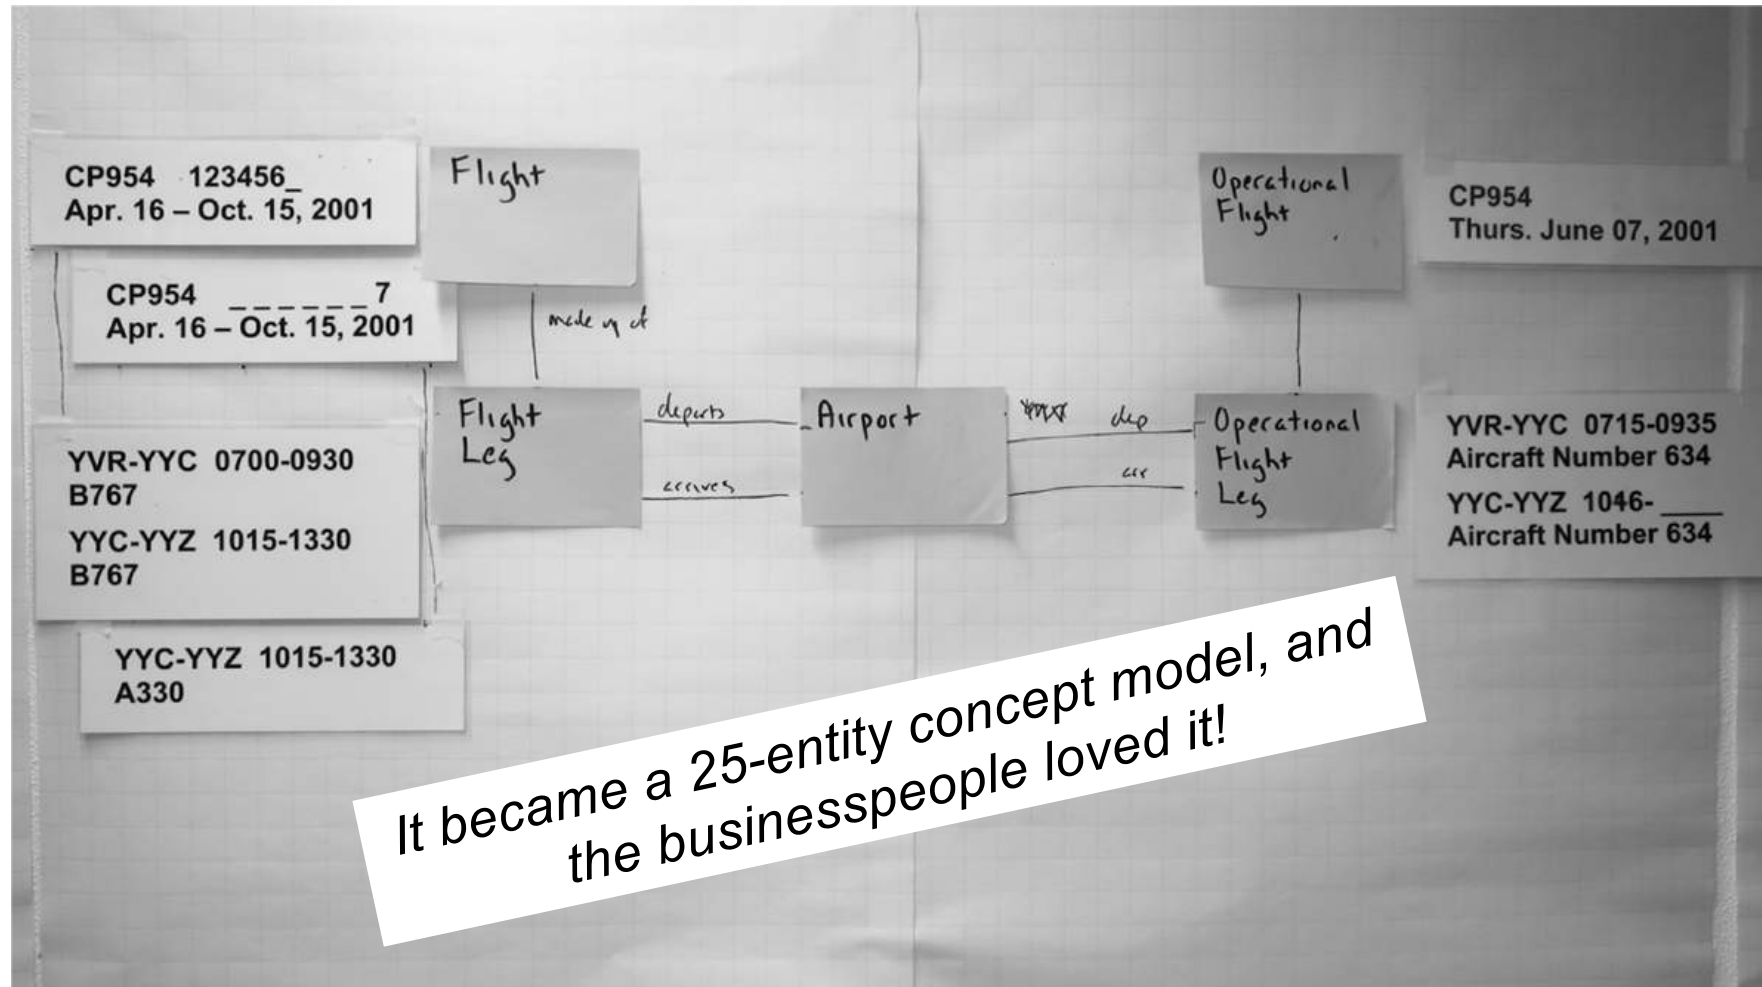 CP954 123456_
Apr. 16 – Oct. 15, 2001
Flight
Operational
Flight
CP954
Thurs. June 07, 2001
CP954 _ _ _ _ _ _ 7
Apr. 16 – Oct. 15, 2001
made up of
Flight
Leg
departs
arrives
Airport
dep
arr
Operational
Flight
Leg
YVR-YYC 0715-0935
Aircraft Number 634
YYC-YYZ 1046- ____
Aircraft Number 634
YVR-YYC 0700-0930
B767
YYC-YYZ 1015-1330
B767
YYC-YYZ 1015-1330
A330
It became a 25-entity concept model, and
the businesspeople loved it!